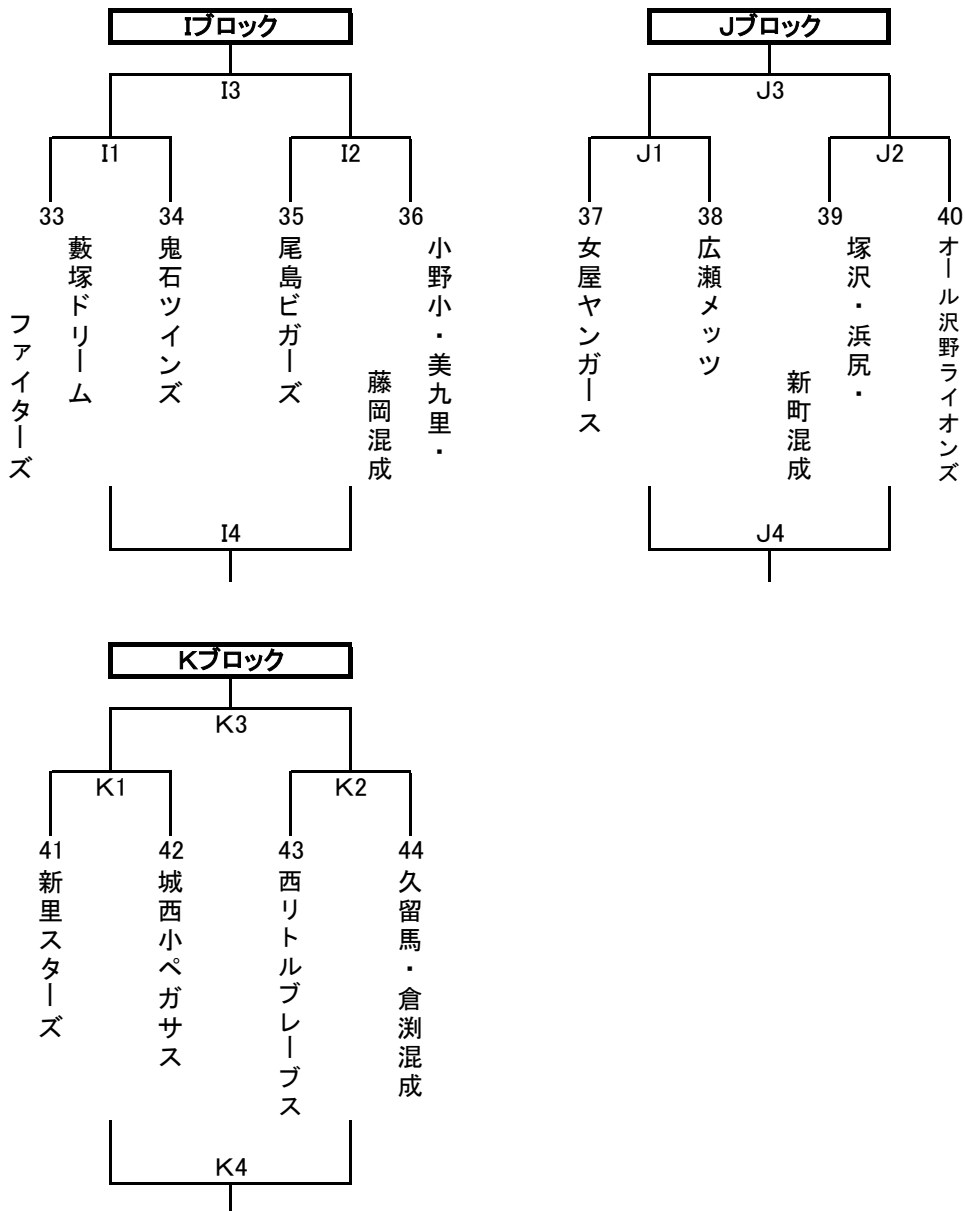 Iブロック
I3
I1
I2
33
34
35
36
藪塚ドリーム
ファイターズ
鬼石ツインズ
尾島ビガーズ
小野小・美九里・
藤岡混成
I4
Jブロック
J3
J1
J2
37
38
39
40
女屋ヤンガース
広瀬メッツ
塚沢・浜尻・
新町混成
オール沢野ライオンズ
J4
Kブロック
K3
K1
K2
41
42
43
44
新里スターズ
城西小ペガサス
西リトルブレーブス
久留馬・倉渕混成
K4